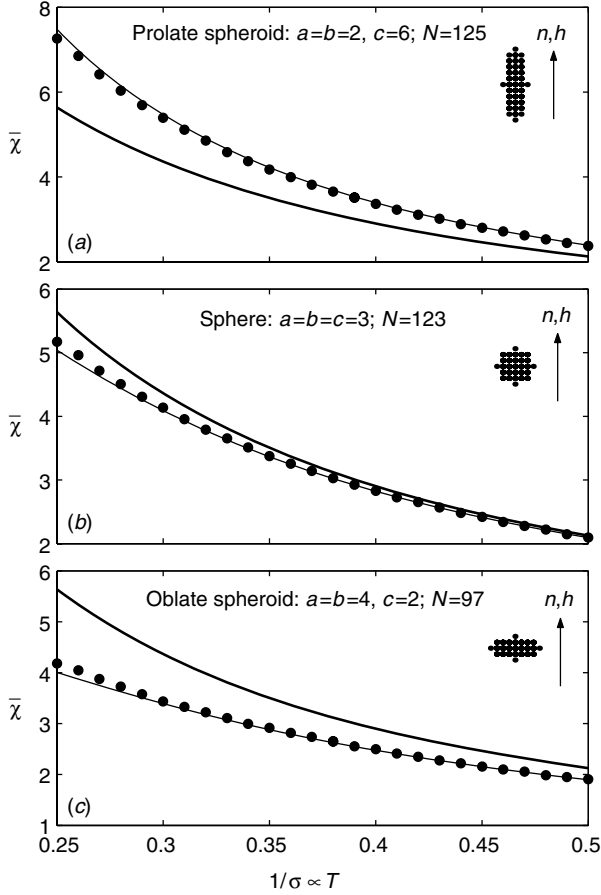 8
6
4
2
χ̄
Prolate spheroid: a=b=2, c=6; N=125
n,h
(a)
6
5
4
3
2
χ̄
Sphere: a=b=c=3; N=123
n,h
(b)
6
5
4
3
2
1
χ̄
Oblate spheroid: a=b=4, c=2; N=97
n,h
(c)
0.25 0.3 0.35 0.4 0.45 0.5
1/σ ∝ T